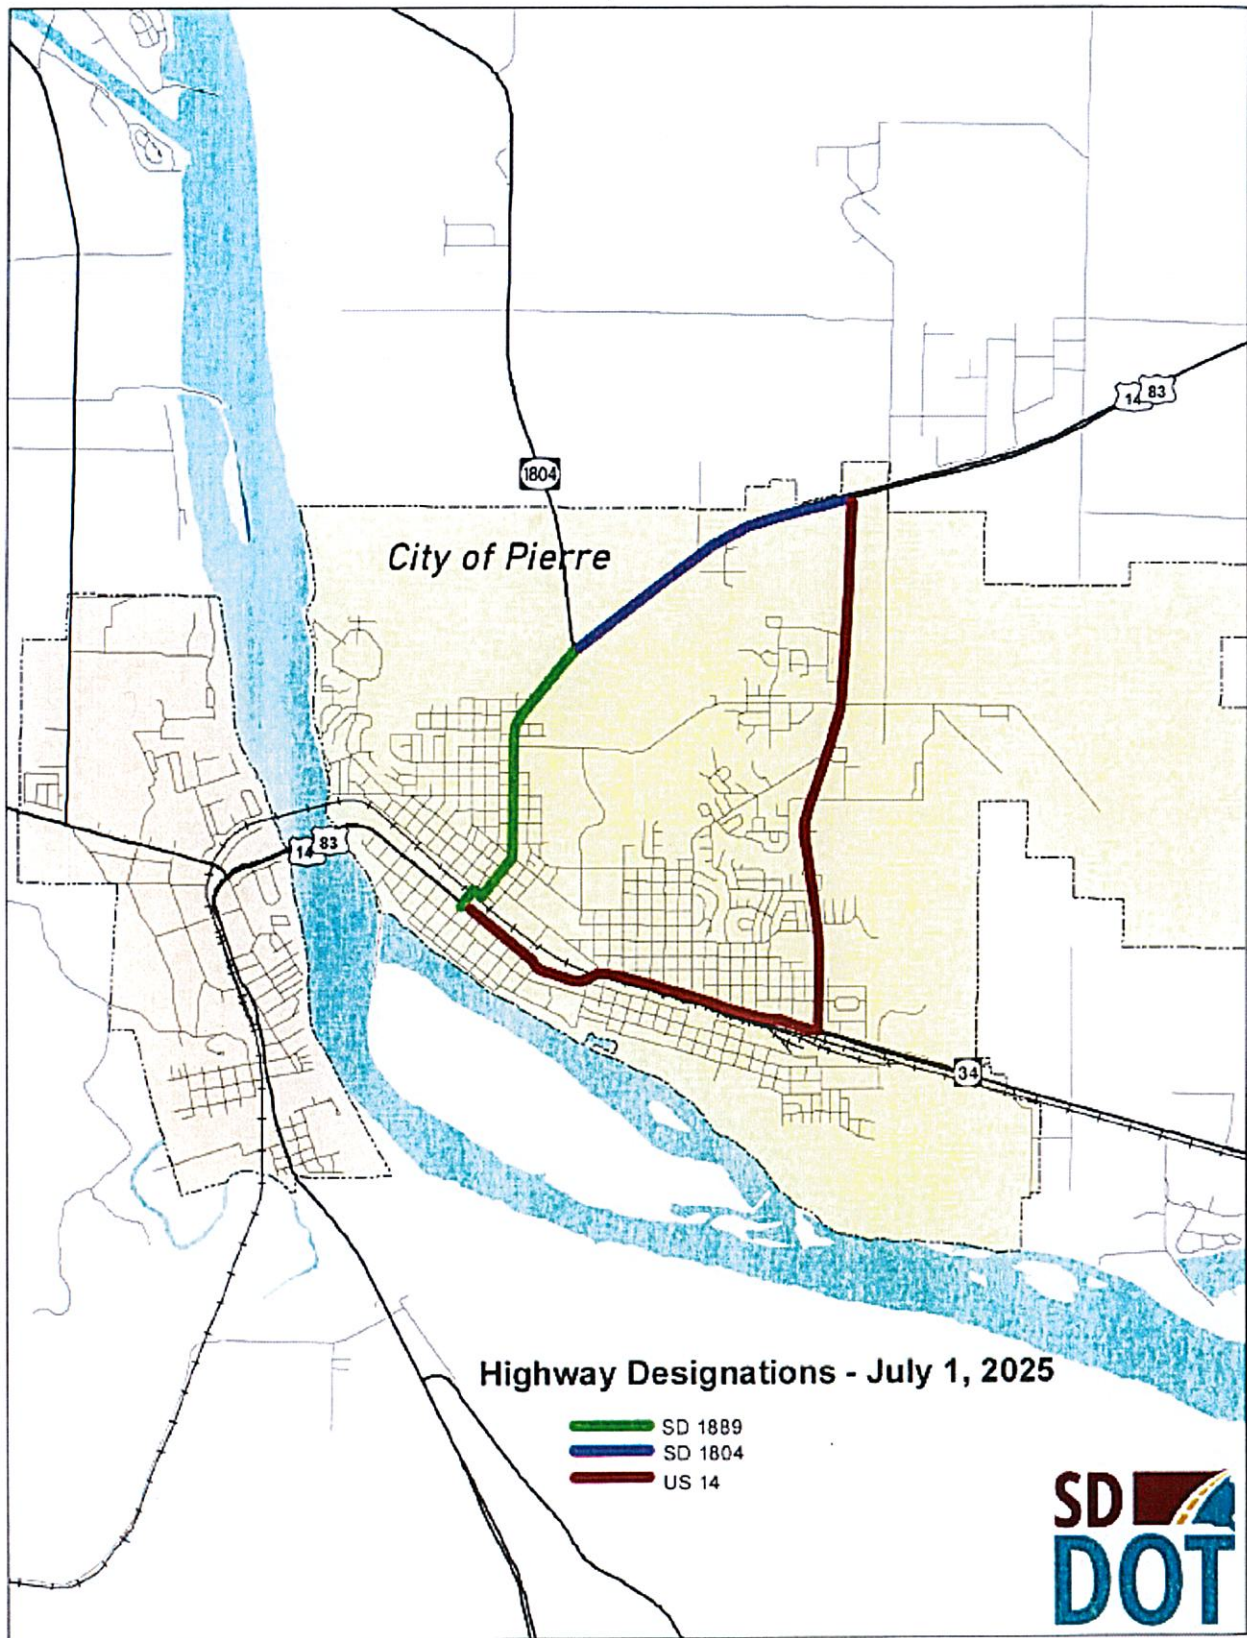 14
83
1804
City of Pierre
14
83
34
Highway Designations - July 1, 2025
SD 1889
SD 1804
US 14
SD
DOT